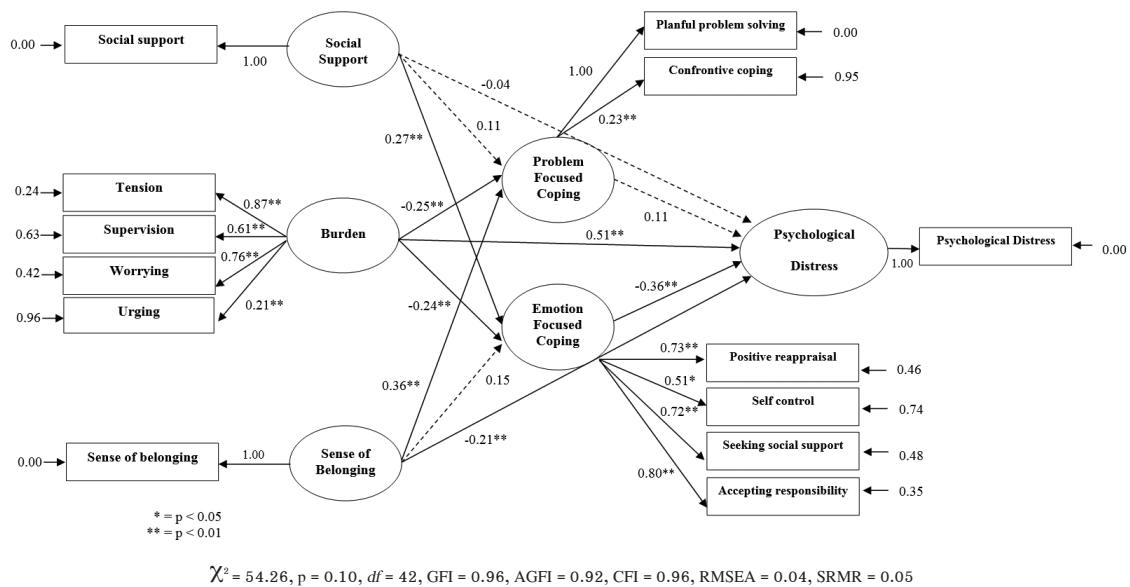 Planful problem solving
0.00
Social support
0.00
1.00
Social
Support
1.00
Confrontive coping
0.95
-0.04
0.23**
0.11
0.27**
Problem
Focused
Coping
Tension
0.24
0.87**
-0.25**
0.11
Supervision
0.63
0.61**
Burden
0.51**
Psychological
Distress
Psychological Distress
1.00
0.00
Worrying
0.42
0.76**
Urging
0.96
0.21**
-0.24**
Emotion
Focused
Coping
-0.36**
0.73**
Positive reappraisal
0.46
0.15
0.36**
0.51*
Self control
0.74
0.72**
-0.21**
Seeking social support
0.48
Sense of belonging
0.00
1.00
Sense of
Belonging
0.80**
Accepting responsibility
0.35
* = p < 0.05
** = p < 0.01
χ² = 54.26, p = 0.10, df = 42, GFI = 0.96, AGFI = 0.92, CFI = 0.96, RMSEA = 0.04, SRMR = 0.05